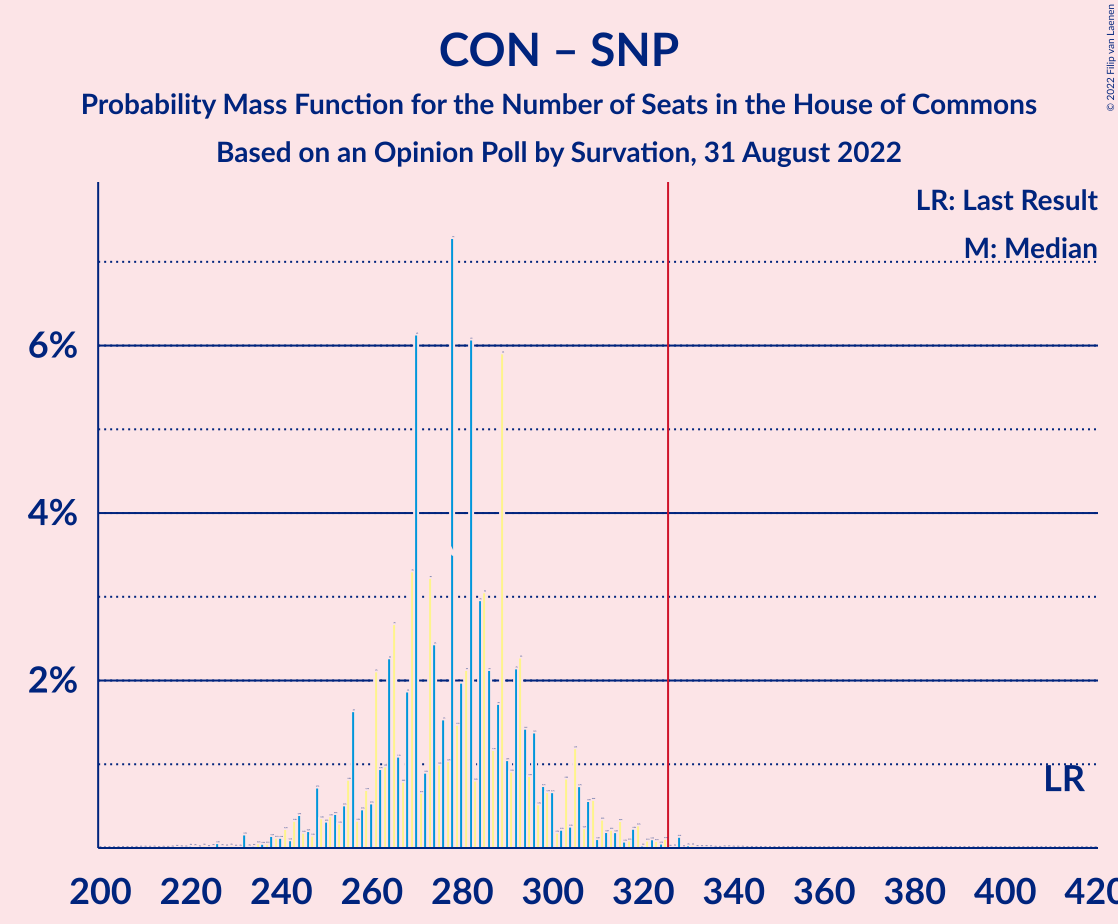 CON – SNP
Probability Mass Function for the Number of Seats in the House of Commons
Based on an Opinion Poll by Survation, 31 August 2022
© 2022 Filip van Laenen
LR: Last Result
M: Median
6%
4%
2%
LR
200 220 240 260 280 300 320 340 360 380 400 420